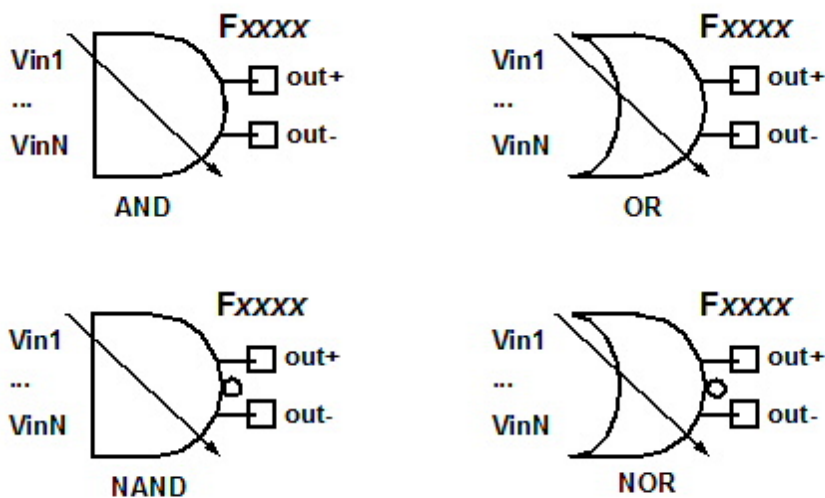 Fxxxx
Vin1
out+
...
out-
VinN
AND
Fxxxx
Vin1
out+
...
out-
VinN
OR
Fxxxx
Vin1
out+
...
out-
VinN
NAND
Fxxxx
Vin1
out+
...
out-
VinN
NOR